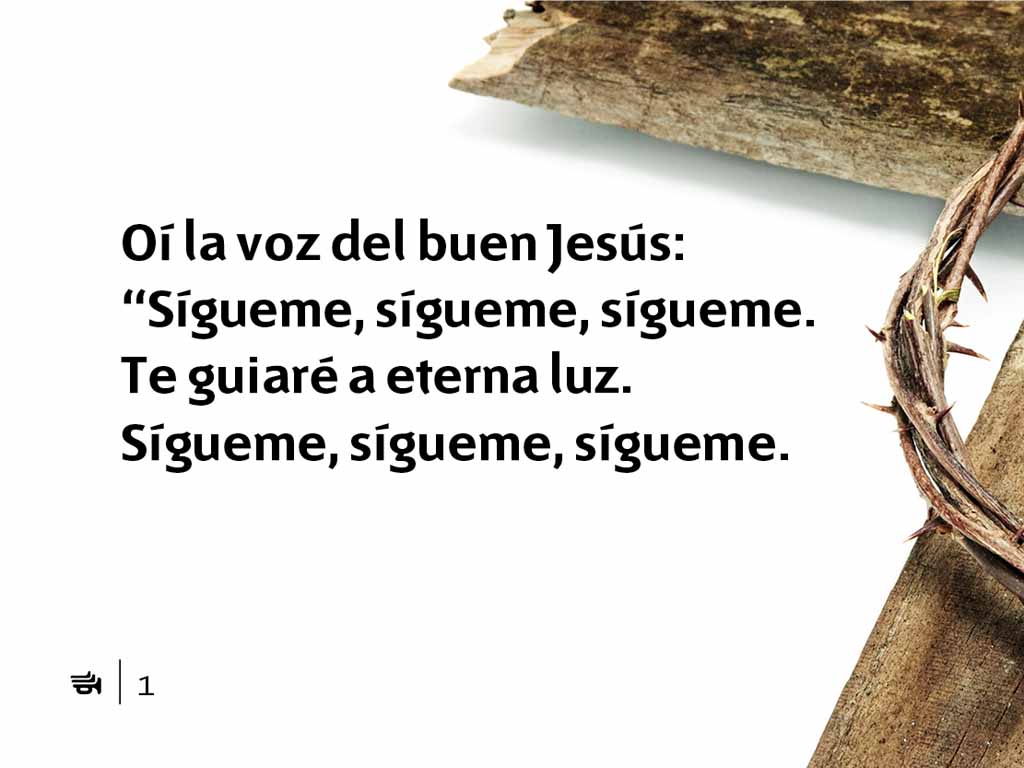 Oí la voz del buen Jesús:
“Sígueme, sígueme, sígueme.
Te guiaré a eterna luz.
Sígueme, sígueme, sígueme.
1